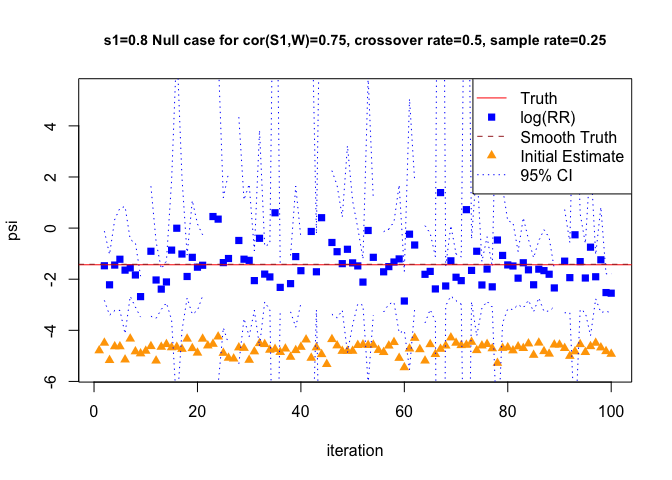 s1=0.8 Null case for cor(S1,W)=0.75, crossover rate=0.5, sample rate=0.25
Truth
log(RR)
Smooth Truth
Initial Estimate
95% CI
psi
4
2
0
-2
-4
-6
0 20 40 60 80 100
iteration